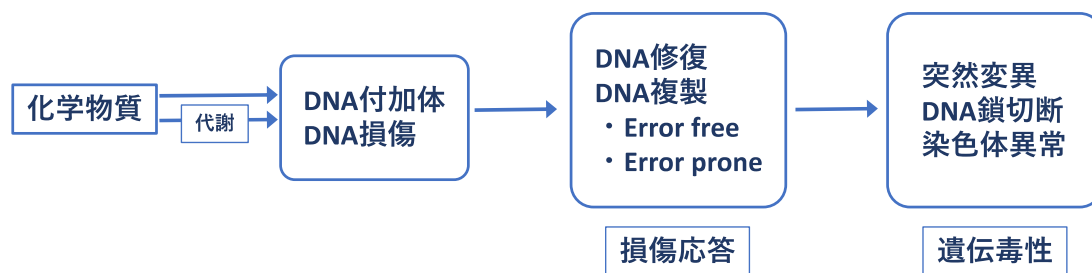 化学物質
代謝
DNA付加体
DNA損傷
DNA修復
DNA複製
・Error free
・Error prone
損傷応答
突然変異
DNA鎖切断
染色体異常
遺伝毒性